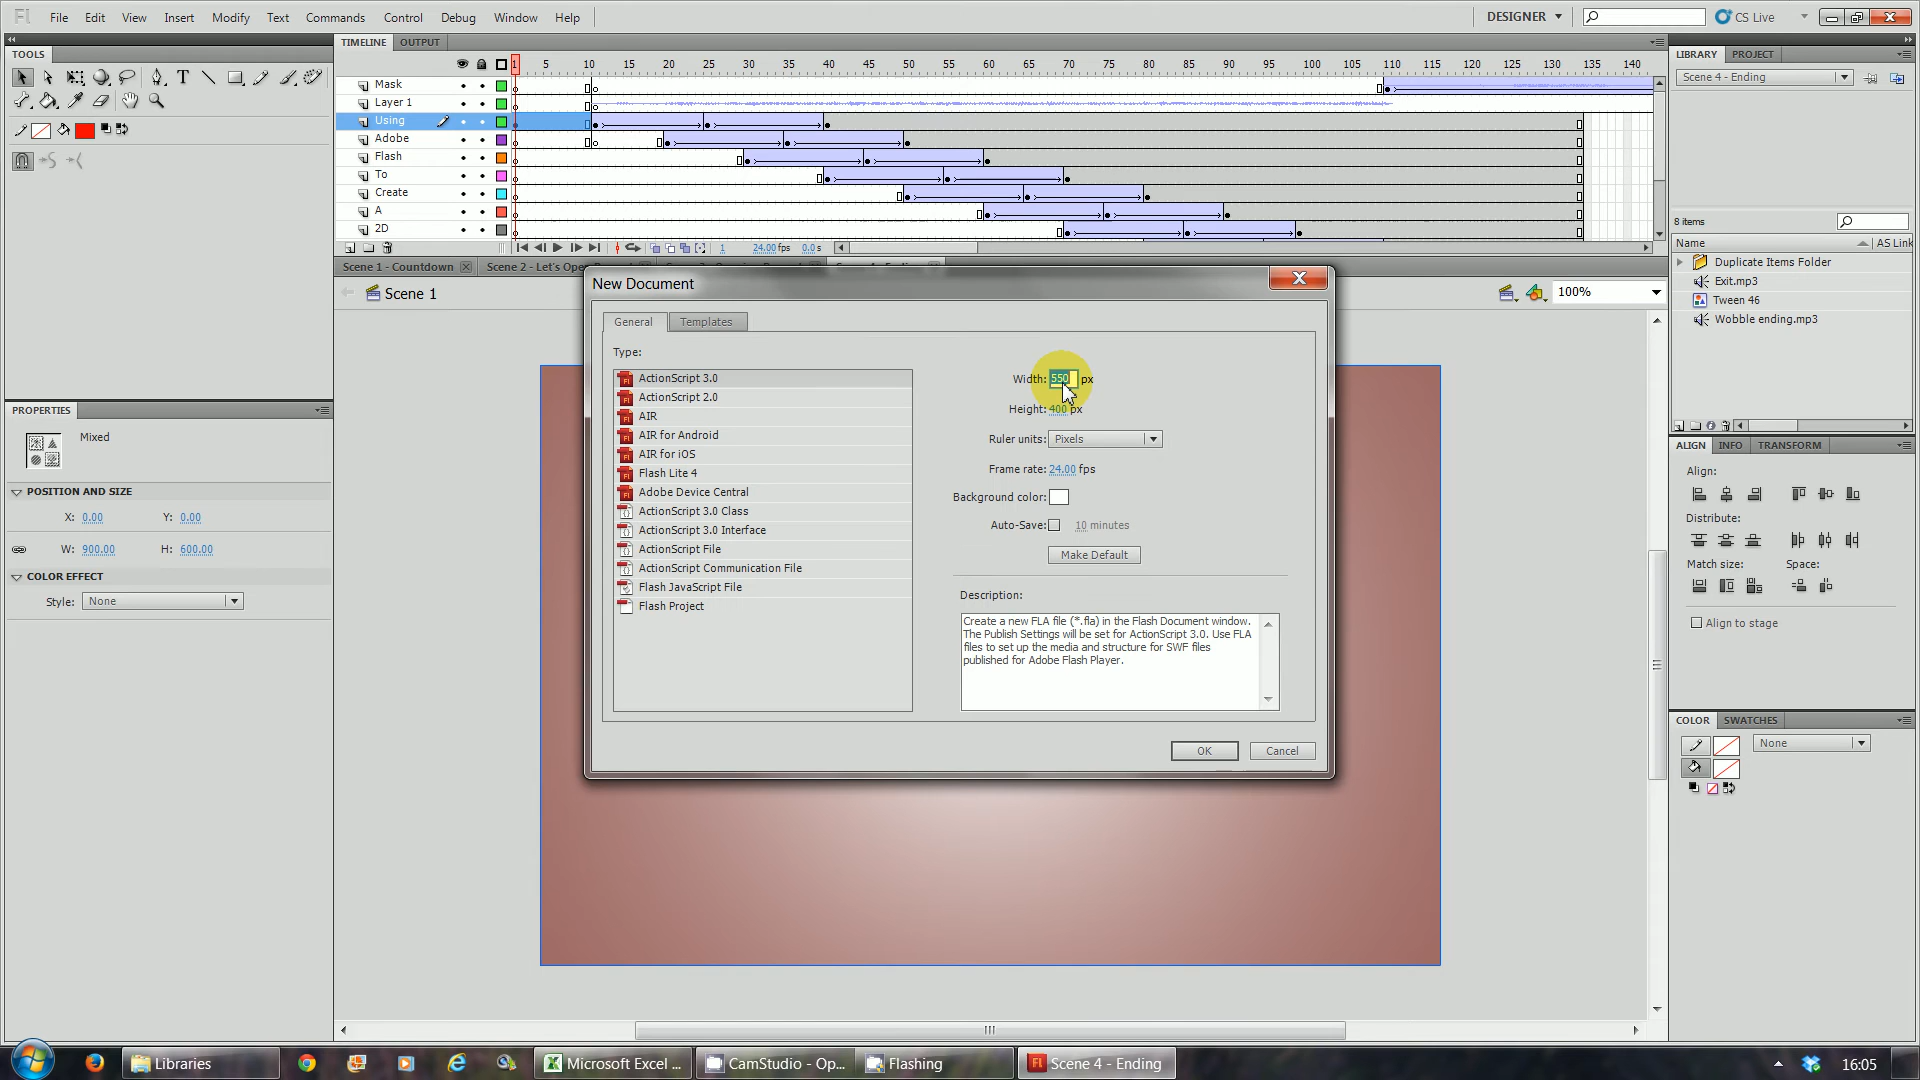 Fl File Edit View Insert Modify Text Commands Control Debug Window Help DESIGNER CS Live
TOOLS
TIMELINE OUTPUT
1 5 10 15 20 25 30 35 40 45 50 55 60 65 70 75 80 85 90 95 100 105 110 115 120 125 130 135 140
Mask
Layer 1
Using
Adobe
Flash
To
Create
A
2D
1 24.00 fps 0.0 s
Scene 1 - Countdown Scene 2 - Let's Ope
Scene 1
100%
PROPERTIES
Mixed
POSITION AND SIZE
X: 0.00 Y: 0.00
W: 900.00 H: 600.00
COLOR EFFECT
Style: None
New Document
General Templates
Type:
ActionScript 3.0
ActionScript 2.0
AIR
AIR for Android
AIR for iOS
Flash Lite 4
Adobe Device Central
ActionScript 3.0 Class
ActionScript 3.0 Interface
ActionScript File
ActionScript Communication File
Flash JavaScript File
Flash Project
Width: 550 px
Height: 400 px
Ruler units: Pixels
Frame rate: 24.00 fps
Background color:
Auto-Save: 10 minutes
Make Default
Description:
Create a new FLA file (*.fla) in the Flash Document window.
The Publish Settings will be set for ActionScript 3.0. Use FLA
files to set up the media and structure for SWF files
published for Adobe Flash Player.
OK Cancel
LIBRARY PROJECT
Scene 4 - Ending
8 items
Name AS Link
Duplicate Items Folder
Exit.mp3
Tween 46
Wobble ending.mp3
ALIGN INFO TRANSFORM
Align:
Distribute:
Match size: Space:
Align to stage
COLOR SWATCHES
None
Libraries Microsoft Excel ... CamStudio - Op... Flashing Fl Scene 4 - Ending 16:05